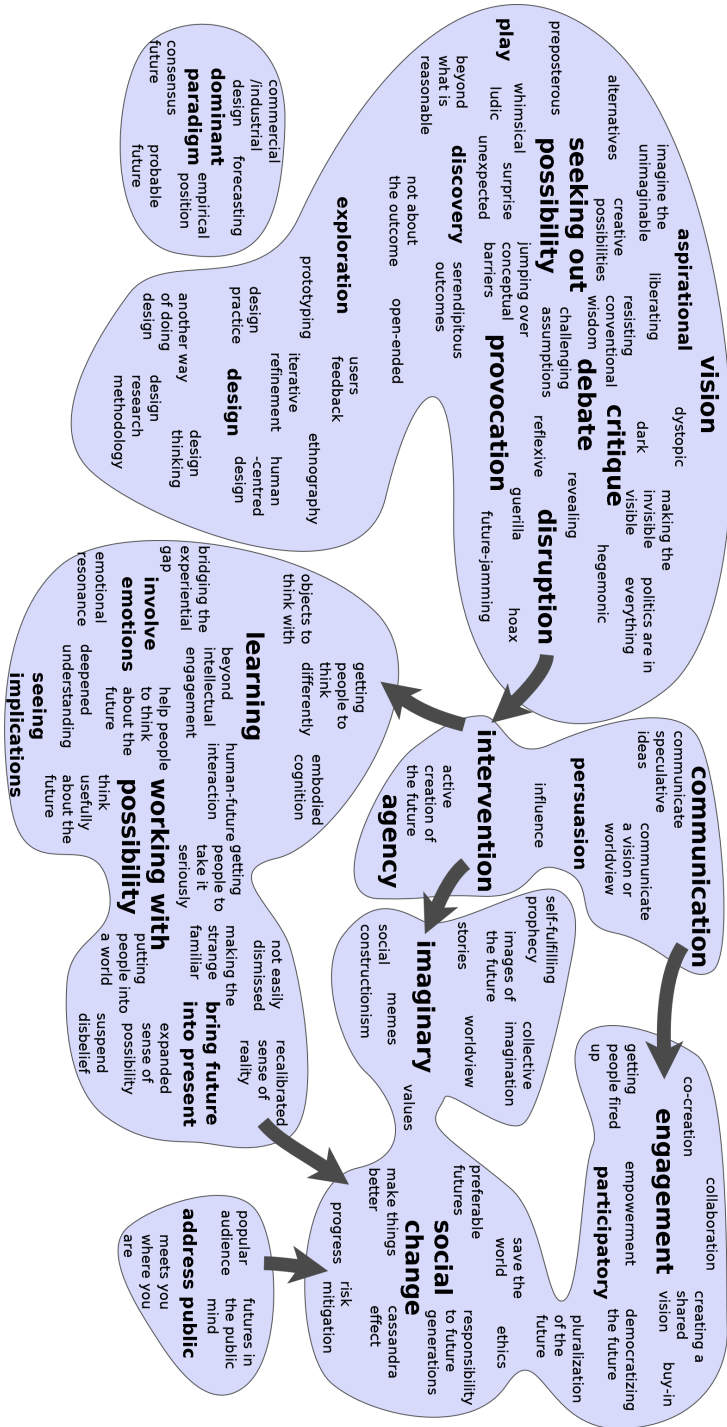 vision
aspirational
imagine the
unimaginable
alternatives
preposterous
play
liberating
creative
possibilities
seeking out
possibility
whimsical
ludic
beyond
what is
reasonable
surprise
unexpected
discovery
resisting
conventional
wisdom
challenging
assumptions
jumping over
conceptual
barriers
serendipitous
outcomes
dystopic
dark
critique
debate
provocation
reflexive
making the
invisible
visible
revealing
guerilla
future-jamming
politics are in
everything
hegemonic
disruption
hoax
not about
the outcome
open-ended
exploration
prototyping
users
feedback
iterative
refinement
design
practice
design
ethnography
human
-centred
design
another way
of doing
design
design
thinking
design
research
methodology
commercial
/industrial
design
forecasting
dominant
paradigm
empirical
position
consensus
future
probable
future
communication
communicate
speculative
ideas
communicate
a vision or
worldview
persuasion
influence
intervention
active
creation of
the future
agency
getting
people to
think
differently
objects to
think with
embodied
cognition
learning
bridging the
experiential
gap
beyond
intellectual
engagement
human-future
interaction
involve
emotions
help people
to think
about the
future
emotional
resonance
deepened
understanding
seeing
implications
think
usefully
about the
future
working with
possibility
getting
people to
take it
seriously
not easily
dismissed
making the
strange
familiar
putting
people into
a world
recalibrated
sense of
reality
bring future
into present
expanded
sense of
possibility
suspend
disbelief
self-fulfilling
prophecy
images of
the future
stories
collective
imagination
worldview
imaginary
social
constructionism
memes
values
co-creation
collaboration
engagement
getting
people fired
up
empowerment
participatory
creating a
shared
vision
buy-in
democratizing
the future
pluralization
of the
future
save the
world
ethics
preferable
futures
social
change
responsibility
to future
generations
make things
better
cassandra
effect
progress
risk
mitigation
popular
audience
futures in
the public
mind
address public
meets you
where you
are